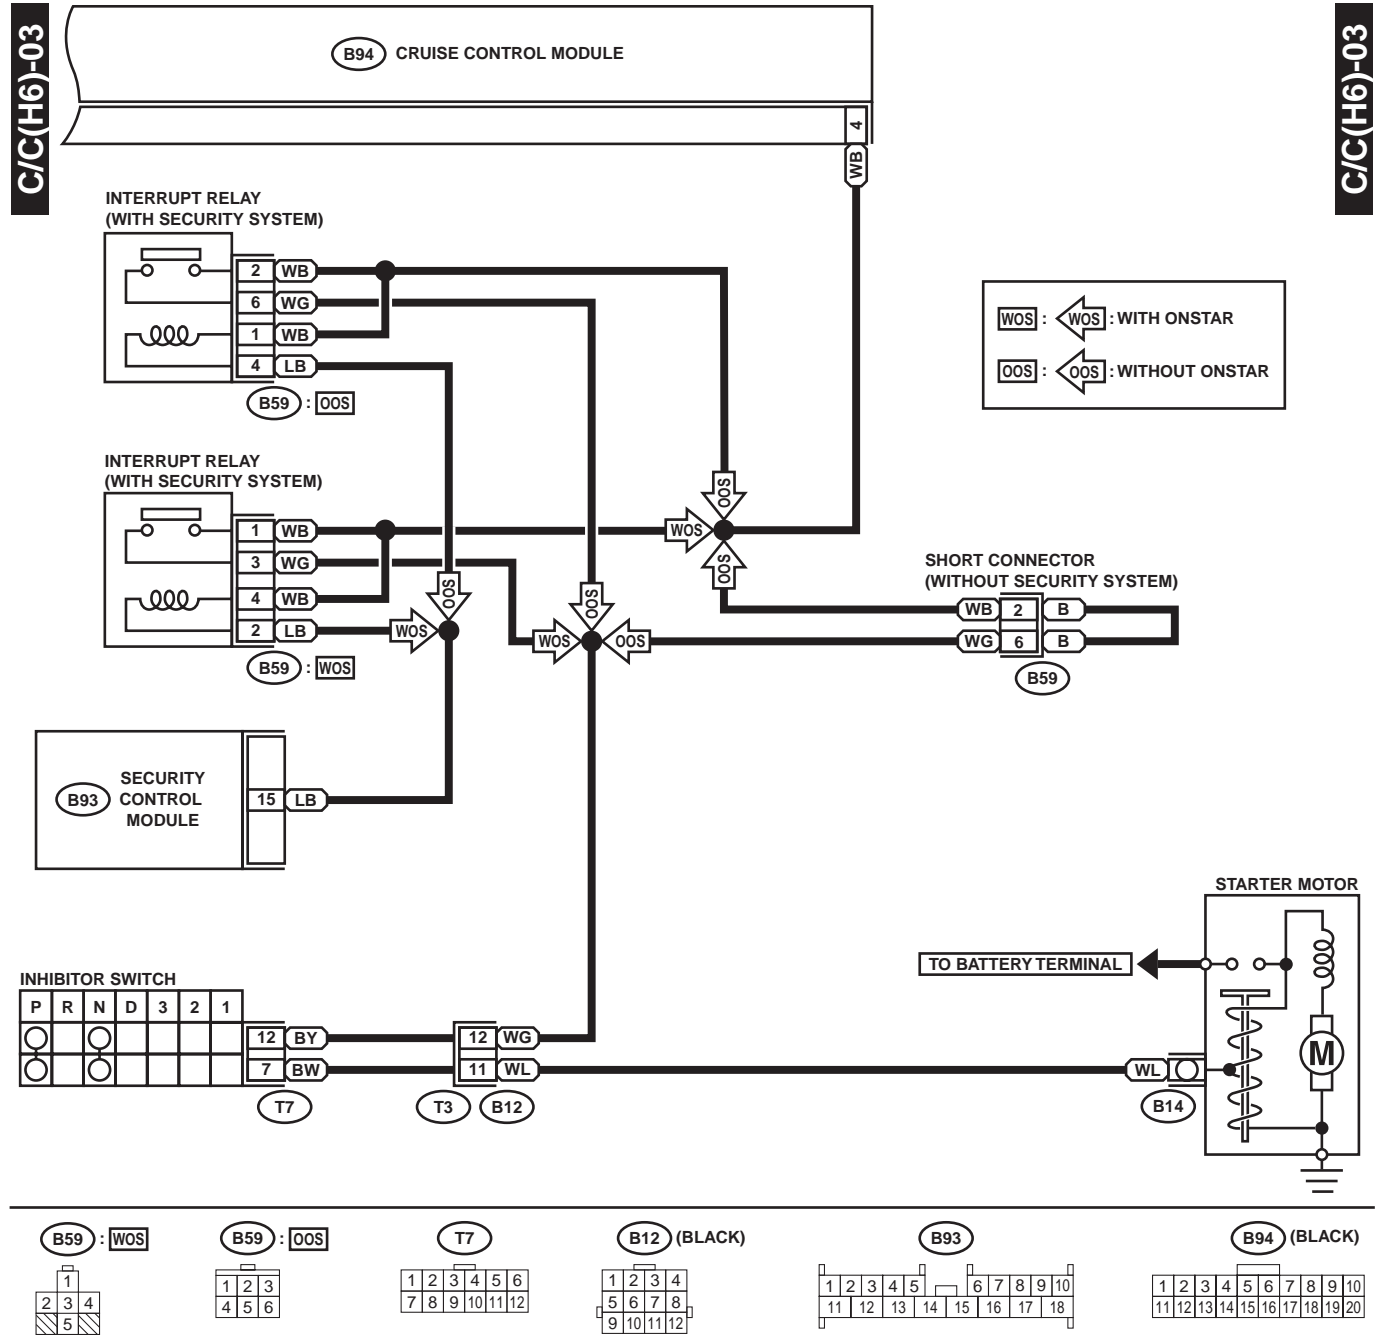 C/C(H6)-03
C/C(H6)-03
B94 CRUISE CONTROL MODULE
4
WB
INTERRUPT RELAY
(WITH SECURITY SYSTEM)
2 WB
6 WG
1 WB
4 LB
B59 : OOS
WOS : WOS : WITH ONSTAR
OOS : OOS : WITHOUT ONSTAR
INTERRUPT RELAY
(WITH SECURITY SYSTEM)
1 WB
3 WG
4 WB
2 LB
B59 : WOS
OOS
WOS
OOS
OOS
WOS
OOS
WOS
OOS
SHORT CONNECTOR
(WITHOUT SECURITY SYSTEM)
WB 2 B
WG 6 B
B59
B93
SECURITY
CONTROL
MODULE
15 LB
STARTER MOTOR
TO BATTERY TERMINAL
M
INHIBITOR SWITCH
P R N D 3 2 1
12 BY
7 BW
T7
12 WG
11 WL
T3 B12
WL
B14
B59 : WOS
1
2 3 4
5
B59 : OOS
1 2 3
4 5 6
T7
1 2 3 4 5 6
7 8 9 10 11 12
B12 (BLACK)
1 2 3 4
5 6 7 8
9 10 11 12
B93
1 2 3 4 5 6 7 8 9 10
11 12 13 14 15 16 17 18
B94 (BLACK)
1 2 3 4 5 6 7 8 9 10
11 12 13 14 15 16 17 18 19 20